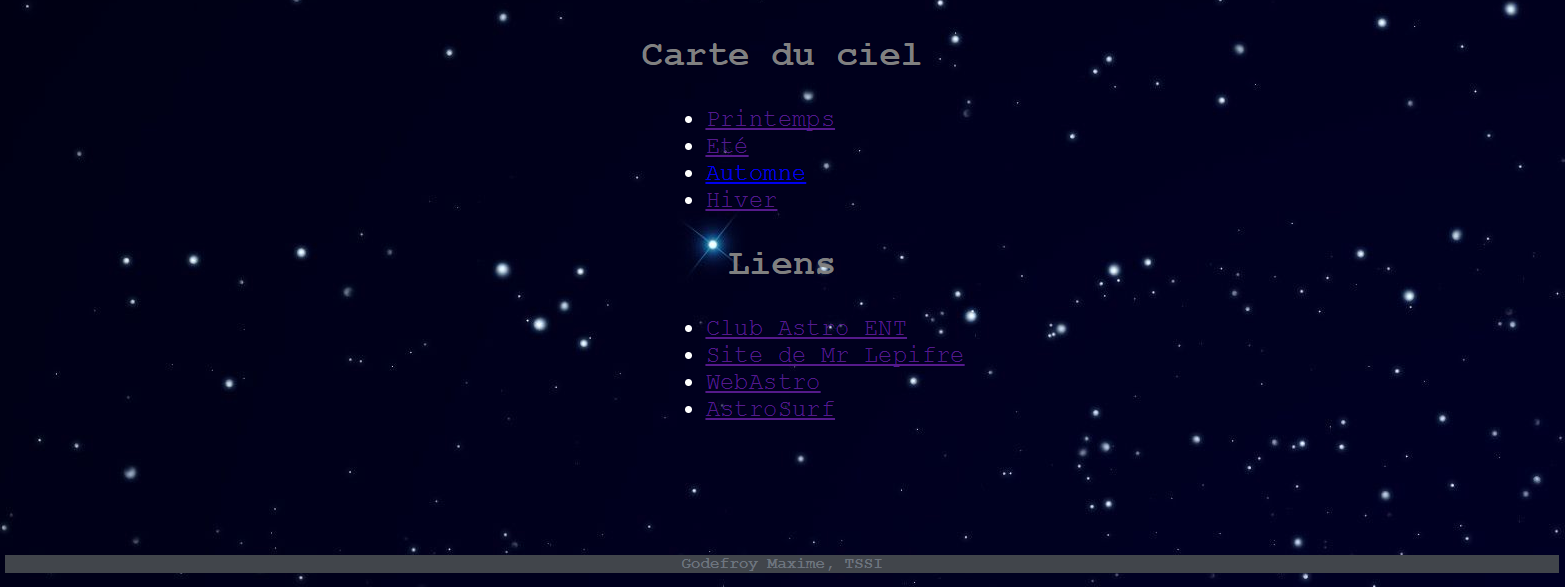 Carte du ciel
Printemps
Eté
Automne
Hiver
Liens
Club Astro ENT
Site de Mr Lepifre
WebAstro
AstroSurf
Godefroy Maxime, TSSI